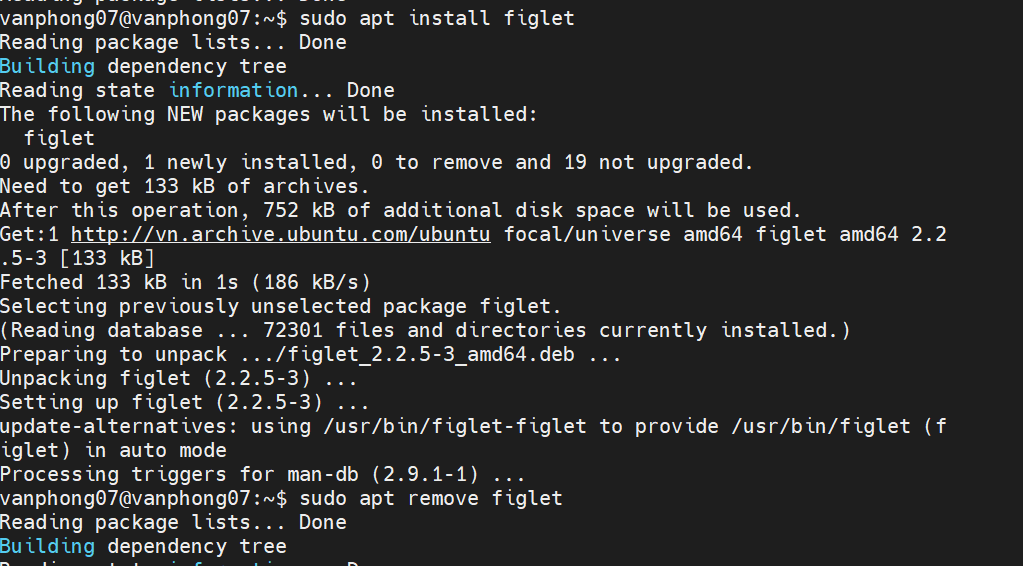 vanphong07@vanphong07:~$ sudo apt install figlet
Reading package lists... Done
Building dependency tree
Reading state information... Done
The following NEW packages will be installed:
  figlet
0 upgraded, 1 newly installed, 0 to remove and 19 not upgraded.
Need to get 133 kB of archives.
After this operation, 752 kB of additional disk space will be used.
Get:1 http://vn.archive.ubuntu.com/ubuntu focal/universe amd64 figlet amd64 2.2
.5-3 [133 kB]
Fetched 133 kB in 1s (186 kB/s)
Selecting previously unselected package figlet.
(Reading database ... 72301 files and directories currently installed.)
Preparing to unpack .../figlet_2.2.5-3_amd64.deb ...
Unpacking figlet (2.2.5-3) ...
Setting up figlet (2.2.5-3) ...
update-alternatives: using /usr/bin/figlet-figlet to provide /usr/bin/figlet (f
iglet) in auto mode
Processing triggers for man-db (2.9.1-1) ...
vanphong07@vanphong07:~$ sudo apt remove figlet
Reading package lists... Done
Building dependency tree